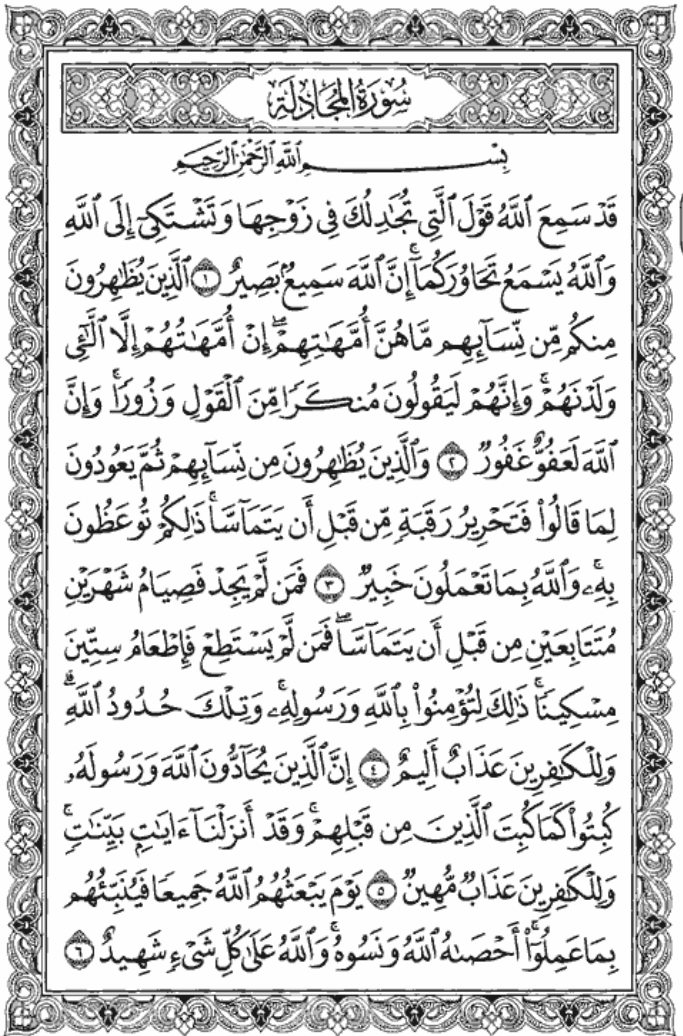 سُورَةُ المُجَادلَة
بِسْمِ ٱللَّهِ ٱلرَّحْمَٰنِ ٱلرَّحِيمِ
قَدْ سَمِعَ ٱللَّهُ قَوْلَ ٱلَّتِي تُجَٰدِلُكَ فِي زَوْجِهَا وَتَشْتَكِيٓ إِلَى ٱللَّهِ
وَٱللَّهُ يَسْمَعُ تَحَاوُرَكُمَآۚ إِنَّ ٱللَّهَ سَمِيعُۢ بَصِيرٌ ١ ٱلَّذِينَ يُظَٰهِرُونَ
مِنكُم مِّن نِّسَآئِهِم مَّا هُنَّ أُمَّهَٰتِهِمْۖ إِنْ أُمَّهَٰتُهُمْ إِلَّا ٱلَّٰٓـِٔي
وَلَدْنَهُمْۚ وَإِنَّهُمْ لَيَقُولُونَ مُنكَرًا مِّنَ ٱلْقَوْلِ وَزُورًاۚ وَإِنَّ
ٱللَّهَ لَعَفُوٌّ غَفُورٌ ٢ وَٱلَّذِينَ يُظَٰهِرُونَ مِن نِّسَآئِهِمْ ثُمَّ يَعُودُونَ
لِمَا قَالُوا۟ فَتَحْرِيرُ رَقَبَةٍ مِّن قَبْلِ أَن يَتَمَآسَّاۚ ذَٰلِكُمْ تُوعَظُونَ
بِهِۦۚ وَٱللَّهُ بِمَا تَعْمَلُونَ خَبِيرٌ ٣ فَمَن لَّمْ يَجِدْ فَصِيَامُ شَهْرَيْنِ
مُتَتَابِعَيْنِ مِن قَبْلِ أَن يَتَمَآسَّاۖ فَمَن لَّمْ يَسْتَطِعْ فَإِطْعَامُ سِتِّينَ
مِسْكِينًاۚ ذَٰلِكَ لِتُؤْمِنُوا۟ بِٱللَّهِ وَرَسُولِهِۦۚ وَتِلْكَ حُدُودُ ٱللَّهِۗ
وَلِلْكَٰفِرِينَ عَذَابٌ أَلِيمٌ ٤ إِنَّ ٱلَّذِينَ يُحَآدُّونَ ٱللَّهَ وَرَسُولَهُۥ
كُبِتُوا۟ كَمَا كُبِتَ ٱلَّذِينَ مِن قَبْلِهِمْۚ وَقَدْ أَنزَلْنَآ ءَايَٰتٍۭ بَيِّنَٰتٍۚ
وَلِلْكَٰفِرِينَ عَذَابٌ مُّهِينٌ ٥ يَوْمَ يَبْعَثُهُمُ ٱللَّهُ جَمِيعًا فَيُنَبِّئُهُم
بِمَا عَمِلُوٓا۟ۚ أَحْصَىٰهُ ٱللَّهُ وَنَسُوهُۚ وَٱللَّهُ عَلَىٰ كُلِّ شَيْءٍ شَهِيدٌ ٦